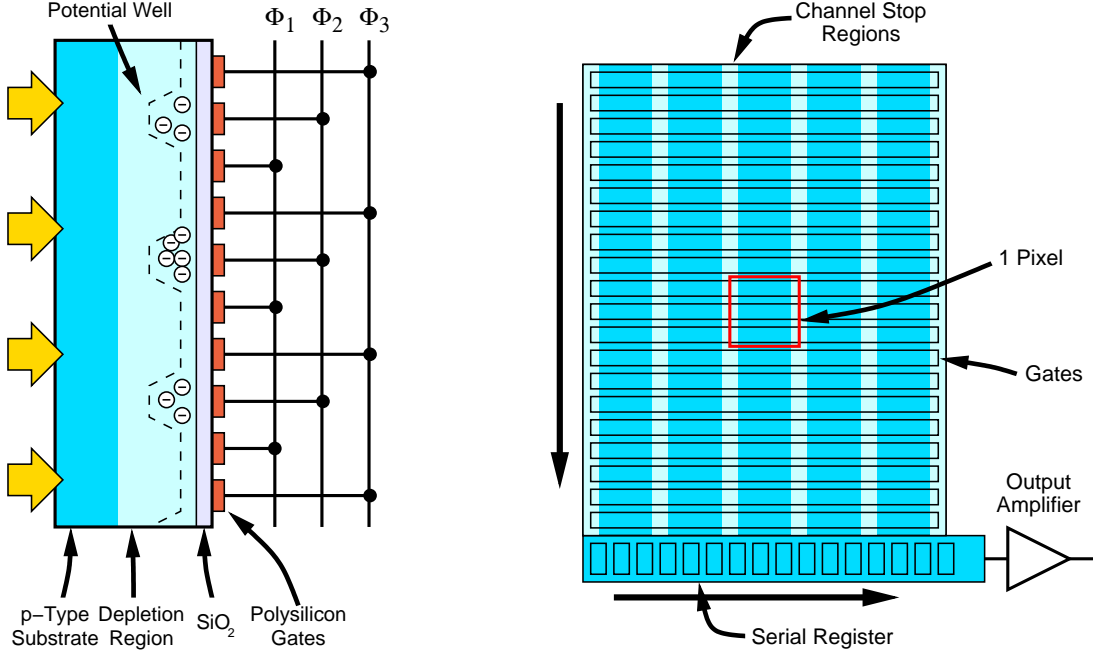 Potential Well
Φ1 Φ2 Φ3
p−Type
Substrate
Depletion
Region
SiO2
Polysilicon
Gates
Channel Stop
Regions
1 Pixel
Gates
Output
Amplifier
Serial Register